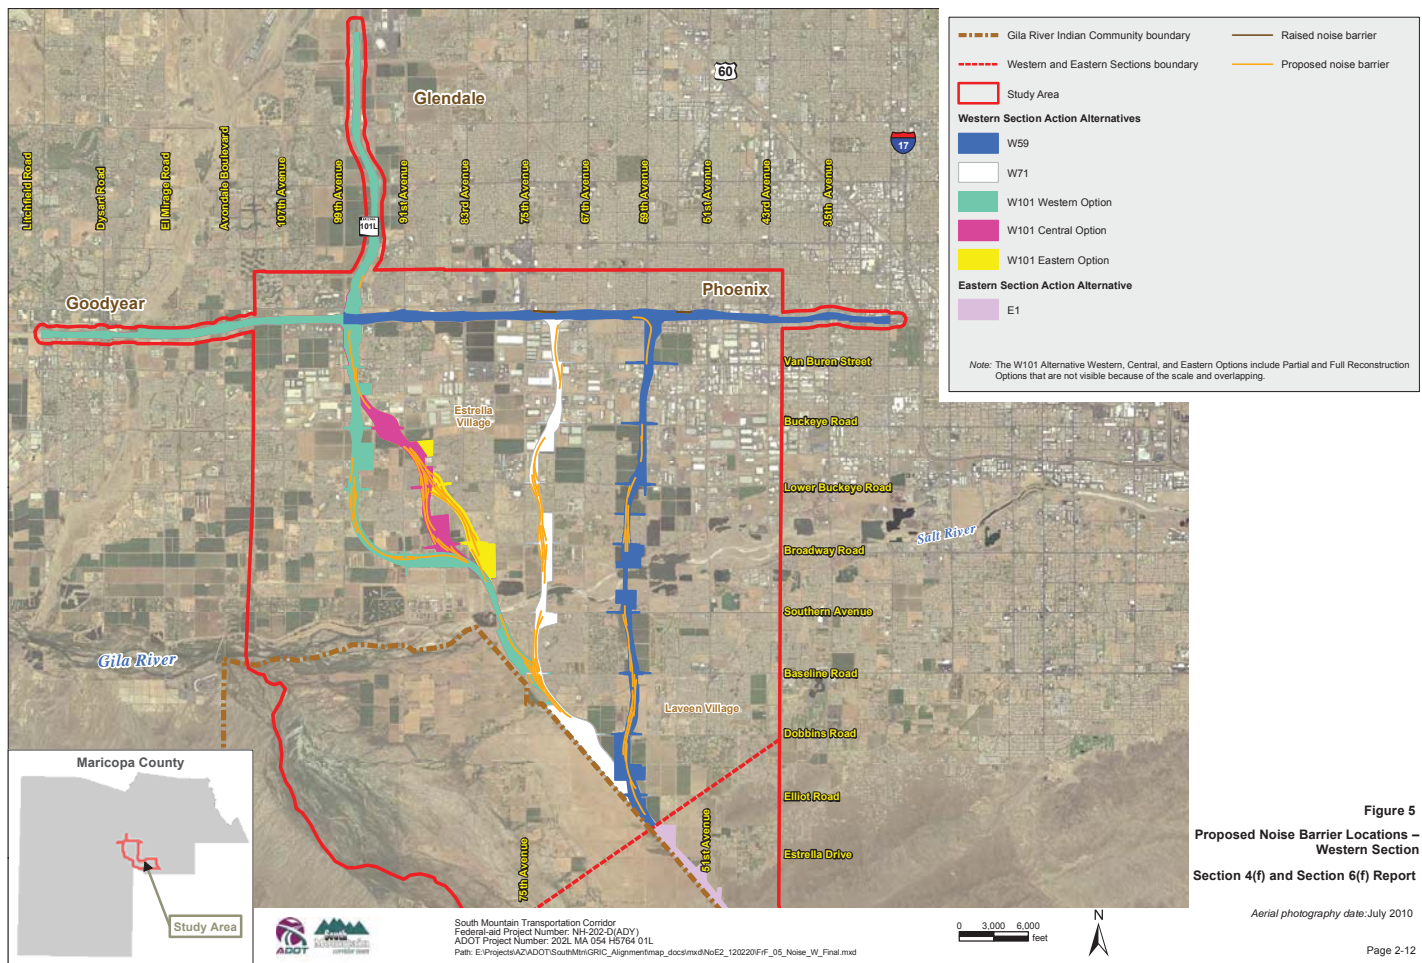 Gila River Indian Community boundary
Raised noise barrier
Western and Eastern Sections boundary
Proposed noise barrier
Study Area
Western Section Action Alternatives
W59
W71
W101 Western Option
W101 Central Option
W101 Eastern Option
Eastern Section Action Alternative
E1
Note: The W101 Alternative Western, Central, and Eastern Options include Partial and Full Reconstruction
Options that are not visible because of the scale and overlapping.
60
Glendale
17
Litchfield Road
Dysart Road
El Mirage Road
Avondale Boulevard
107th Avenue
99th Avenue
91st Avenue
83rd Avenue
75th Avenue
67th Avenue
59th Avenue
51st Avenue
43rd Avenue
35th Avenue
101L
Goodyear
Phoenix
Van Buren Street
Estrella
Village
Buckeye Road
Lower Buckeye Road
Salt River
Broadway Road
Southern Avenue
Gila River
Baseline Road
Laveen Village
Dobbins Road
Elliot Road
Estrella Drive
75th Avenue
51st Avenue
Maricopa County
Study Area
Figure 5
Proposed Noise Barrier Locations –
Western Section
Section 4(f) and Section 6(f) Report
Aerial photography date:July 2010
Page 2-12
ADOT
South
Mountain
South Mountain Transportation Corridor
Federal-aid Project Number: NH-202-D(ADY)
ADOT Project Number: 202L MA 054 H5764 01L
Path: E:\Projects\AZ\ADOT\SouthMtn\GRIC_Alignment\map_docs\mxd\NoE2_120220\FrF_05_Noise_W_Final.mxd
0 3,000 6,000
feet
N